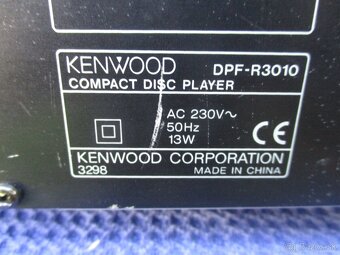 KENWOOD DPF-R3010
COMPACT DISC PLAYER
AC 230V~
50Hz
13W
CE
KENWOOD CORPORATION
3298 MADE IN CHINA